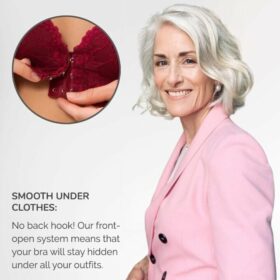 SMOOTH UNDER
CLOTHES:
No back hook! Our front-
open system means that
your bra will stay hidden
under all your outfits.